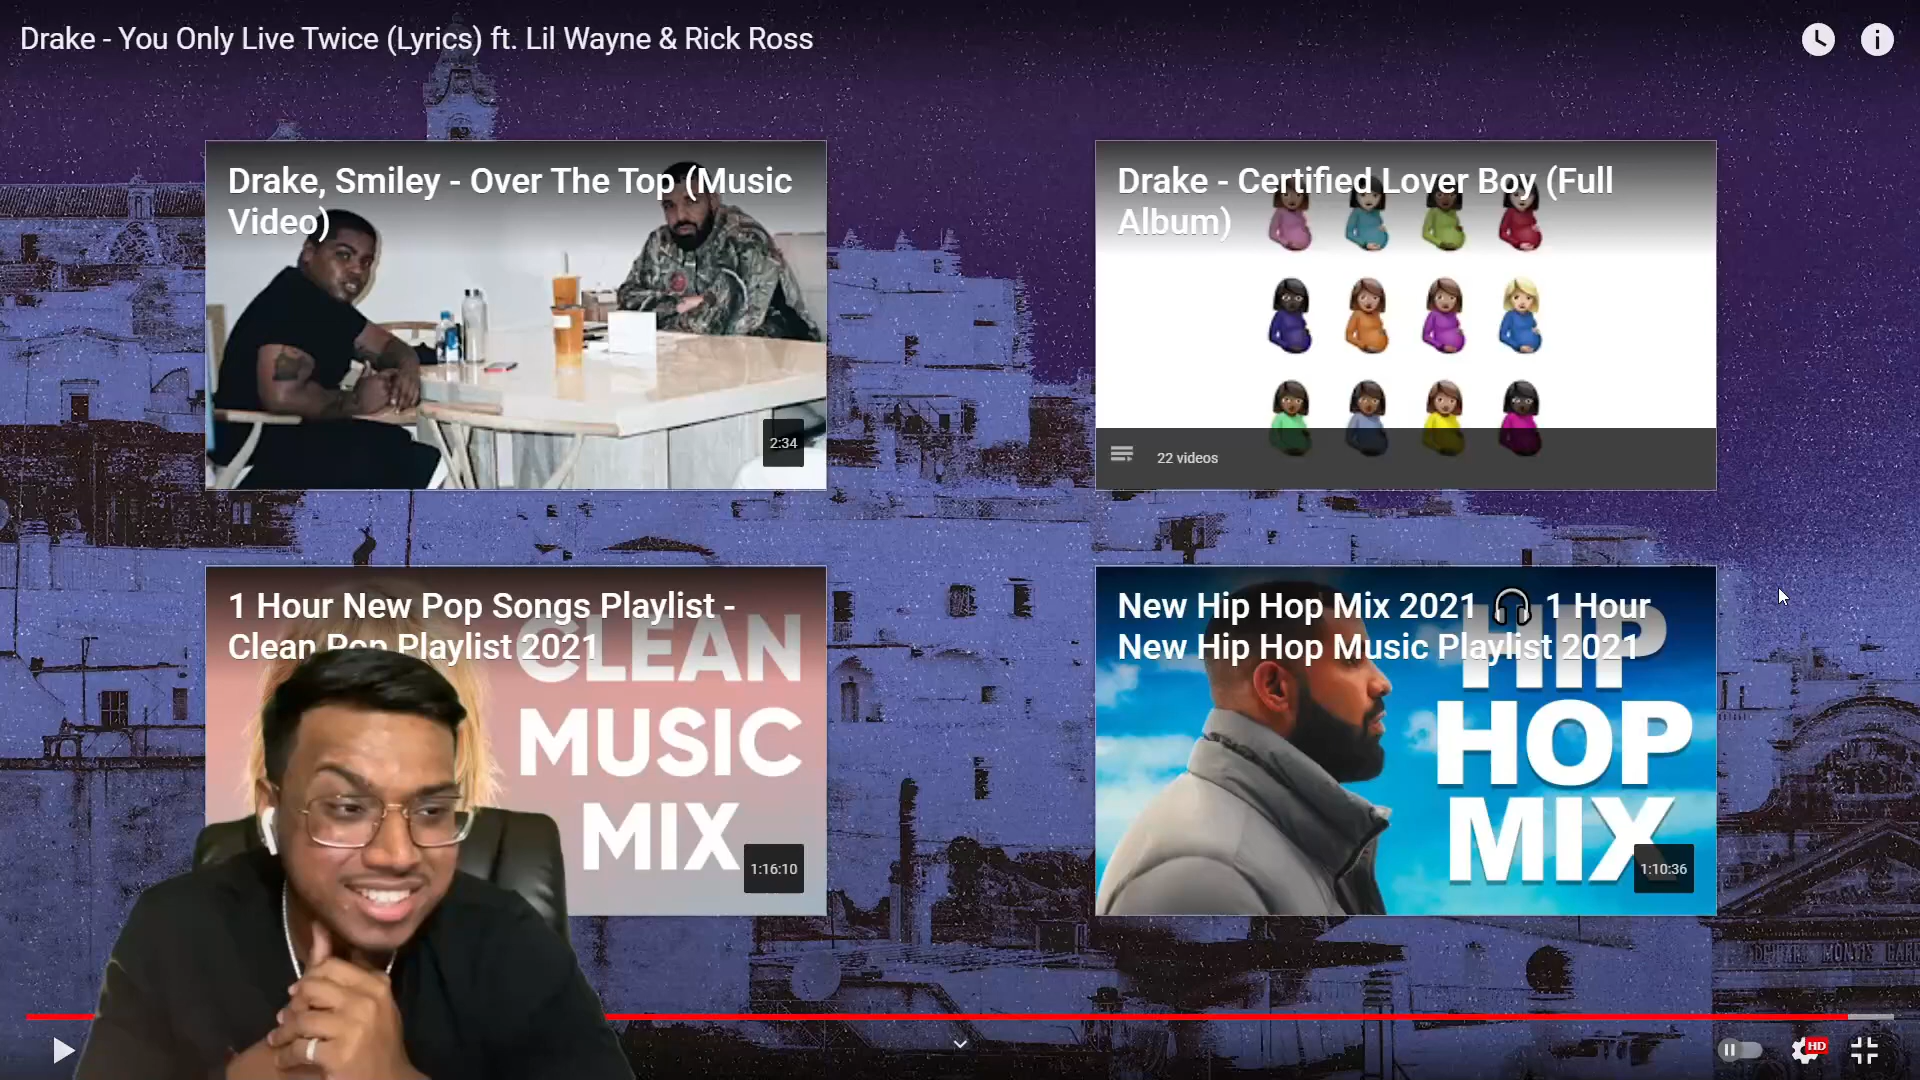 Drake - You Only Live Twice (Lyrics) ft. Lil Wayne & Rick Ross
Drake, Smiley - Over The Top (Music
Video)
2:34
Drake - Certified Lover Boy (Full
Album)
22 videos
1 Hour New Pop Songs Playlist -
Clean Pop Playlist 2021
CLEAN
MUSIC
MIX
1:16:10
New Hip Hop Mix 2021 🎧 1 Hour
New Hip Hop Music Playlist 2021
HIP
HOP
MIX
1:10:36
HD